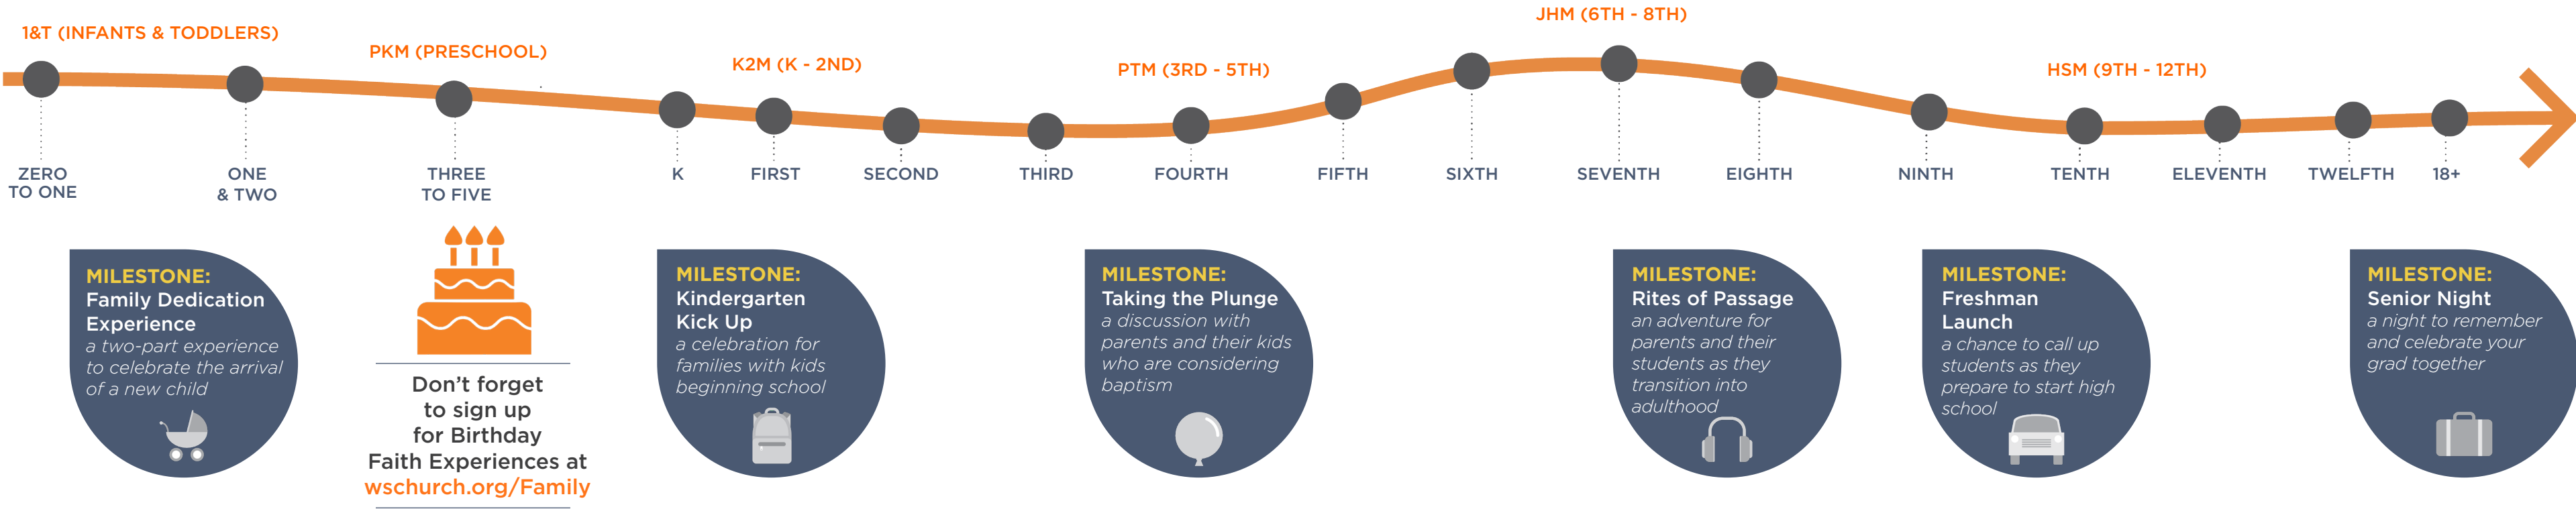 1&T (INFANTS & TODDLERS)
PKM (PRESCHOOL)
K2M (K - 2ND)
PTM (3RD - 5TH)
JHM (6TH - 8TH)
HSM (9TH - 12TH)
ZERO
TO ONE
ONE
& TWO
THREE
TO FIVE
K
FIRST
SECOND
THIRD
FOURTH
FIFTH
SIXTH
SEVENTH
EIGHTH
NINTH
TENTH
ELEVENTH
TWELFTH
18+
MILESTONE:
Family Dedication
Experience
a two-part experience
to celebrate the arrival
of a new child
Don't forget
to sign up
for Birthday
Faith Experiences at
wschurch.org/Family
MILESTONE:
Kindergarten
Kick Up
a celebration for
families with kids
beginning school
MILESTONE:
Taking the Plunge
a discussion with
parents and their kids
who are considering
baptism
MILESTONE:
Rites of Passage
an adventure for
parents and their
students as they
transition into
adulthood
MILESTONE:
Freshman
Launch
a chance to call up
students as they
prepare to start high
school
MILESTONE:
Senior Night
a night to remember
and celebrate your
grad together